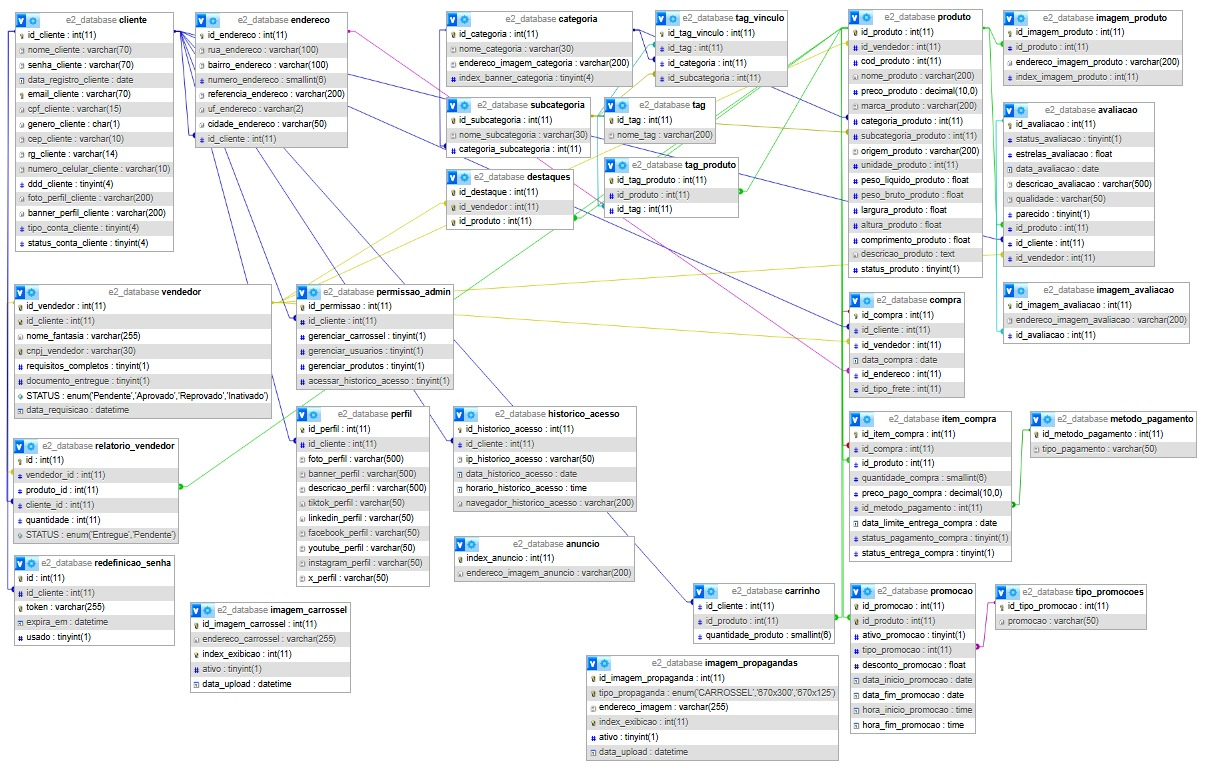 e2_database cliente
id_cliente : int(11)
nome_cliente : varchar(70)
senha_cliente : varchar(70)
data_registro_cliente : date
email_cliente : varchar(70)
cpf_cliente : varchar(15)
genero_cliente : char(1)
cep_cliente : varchar(10)
rg_cliente : varchar(14)
numero_celular_cliente : varchar(10)
ddd_cliente : tinyint(4)
foto_perfil_cliente : varchar(200)
banner_perfil_cliente : varchar(200)
tipo_conta_cliente : tinyint(4)
status_conta_cliente : tinyint(4)
e2_database endereco
id_endereco : int(11)
rua_endereco : varchar(100)
bairro_endereco : varchar(100)
numero_endereco : smallint(6)
referencia_endereco : varchar(200)
uf_endereco : varchar(2)
cidade_endereco : varchar(50)
id_cliente : int(11)
e2_database categoria
id_categoria : int(11)
nome_categoria : varchar(30)
endereco_imagem_categoria : varchar(200)
index_banner_categoria : tinyint(4)
e2_database tag_vinculo
id_tag_vinculo : int(11)
id_tag : int(11)
id_categoria : int(11)
id_subcategoria : int(11)
e2_database subcategoria
id_subcategoria : int(11)
nome_subcategoria : varchar(30)
categoria_subcategoria : int(11)
e2_database tag
id_tag : int(11)
nome_tag : varchar(200)
e2_database destaques
id_destaque : int(11)
id_vendedor : int(11)
id_produto : int(11)
e2_database tag_produto
id_tag_produto : int(11)
id_produto : int(11)
id_tag : int(11)
e2_database produto
id_produto : int(11)
id_vendedor : int(11)
cod_produto : int(11)
nome_produto : varchar(200)
preco_produto : decimal(10,0)
marca_produto : varchar(200)
categoria_produto : int(11)
subcategoria_produto : int(11)
origem_produto : varchar(200)
unidade_produto : int(11)
peso_liquido_produto : float
peso_bruto_produto : float
largura_produto : float
altura_produto : float
comprimento_produto : float
descricao_produto : text
status_produto : tinyint(1)
e2_database imagem_produto
id_imagem_produto : int(11)
id_produto : int(11)
endereco_imagem_produto : varchar(200)
index_imagem_produto : int(11)
e2_database avaliacao
id_avaliacao : int(11)
status_avaliacao : tinyint(1)
estrelas_avaliacao : float
data_avaliacao : date
descricao_avaliacao : varchar(500)
qualidade : varchar(50)
parecido : tinyint(1)
id_produto : int(11)
id_cliente : int(11)
id_vendedor : int(11)
e2_database imagem_avaliacao
id_imagem_avaliacao : int(11)
endereco_imagem_avaliacao : varchar(200)
id_avaliacao : int(11)
e2_database vendedor
id_vendedor : int(11)
id_cliente : int(11)
nome_fantasia : varchar(255)
cnpj_vendedor : varchar(30)
requisitos_completos : tinyint(1)
documento_entregue : tinyint(1)
STATUS : enum('Pendente','Aprovado','Reprovado','Inativado')
data_requisicao : datetime
e2_database permissao_admin
id_permissao : int(11)
id_cliente : int(11)
gerenciar_carrossel : tinyint(1)
gerenciar_usuarios : tinyint(1)
gerenciar_produtos : tinyint(1)
acessar_historico_acesso : tinyint(1)
e2_database compra
id_compra : int(11)
id_cliente : int(11)
id_vendedor : int(11)
data_compra : date
id_endereco : int(11)
id_tipo_frete : int(11)
e2_database relatorio_vendedor
id : int(11)
vendedor_id : int(11)
produto_id : int(11)
cliente_id : int(11)
quantidade : int(11)
STATUS : enum('Entregue','Pendente')
e2_database perfil
id_perfil : int(11)
id_cliente : int(11)
foto_perfil : varchar(500)
banner_perfil : varchar(500)
descricao_perfil : varchar(500)
tiktok_perfil : varchar(50)
linkedin_perfil : varchar(50)
facebook_perfil : varchar(50)
youtube_perfil : varchar(50)
instagram_perfil : varchar(50)
x_perfil : varchar(50)
e2_database historico_acesso
id_historico_acesso : int(11)
id_cliente : int(11)
ip_historico_acesso : varchar(50)
data_historico_acesso : date
horario_historico_acesso : time
navegador_historico_acesso : varchar(200)
e2_database item_compra
id_item_compra : int(11)
id_compra : int(11)
id_produto : int(11)
quantidade_compra : smallint(6)
preco_pago_compra : decimal(10,0)
id_metodo_pagamento : int(11)
data_limite_entrega_compra : date
status_pagamento_compra : tinyint(1)
status_entrega_compra : tinyint(1)
e2_database metodo_pagamento
id_metodo_pagamento : int(11)
tipo_pagamento : varchar(50)
e2_database redefinicao_senha
id : int(11)
id_cliente : int(11)
token : varchar(255)
expira_em : datetime
usado : tinyint(1)
e2_database anuncio
index_anuncio : int(11)
endereco_imagem_anuncio : varchar(200)
e2_database imagem_carrossel
id_imagem_carrossel : int(11)
endereco_carrossel : varchar(255)
index_exibicao : int(11)
ativo : tinyint(1)
data_upload : datetime
e2_database carrinho
id_cliente : int(11)
id_produto : int(11)
quantidade_produto : smallint(6)
e2_database promocao
id_promocao : int(11)
id_produto : int(11)
ativo_promocao : tinyint(1)
tipo_promocao : int(11)
desconto_promocao : float
data_inicio_promocao : date
data_fim_promocao : date
hora_inicio_promocao : time
hora_fim_promocao : time
e2_database tipo_promocoes
id_tipo_promocao : int(11)
promocao : varchar(50)
e2_database imagem_propagandas
id_imagem_propaganda : int(11)
tipo_propaganda : enum('CARROSSEL','670x300','670x125')
endereco_imagem : varchar(255)
index_exibicao : int(11)
ativo : tinyint(1)
data_upload : datetime